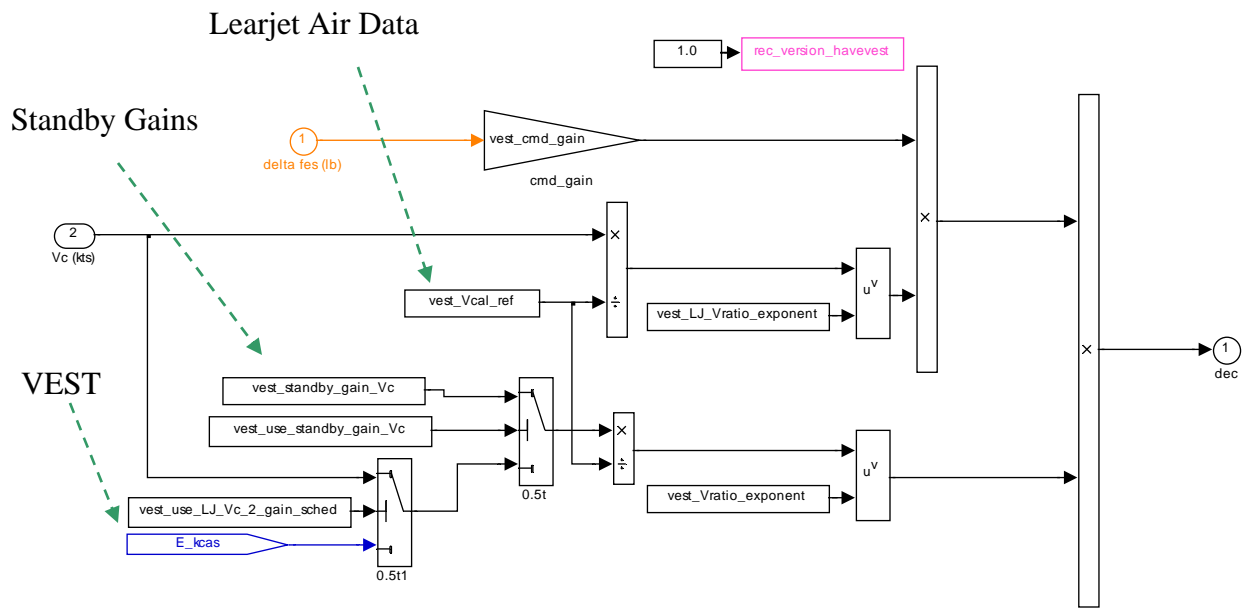 Learjet Air Data
1.0
rec_version_havevest
Standby Gains
1
vest_cmd_gain
delta fes (lb)
cmd_gain
×
2
×
Vc (kts)
vest_Vcal_ref
÷
u^v
vest_LJ_Vratio_exponent
×
1
dec
VEST
vest_standby_gain_Vc
vest_use_standby_gain_Vc
×
÷
u^v
0.5t
vest_Vratio_exponent
vest_use_LJ_Vc_2_gain_sched
E_kcas
0.5t1